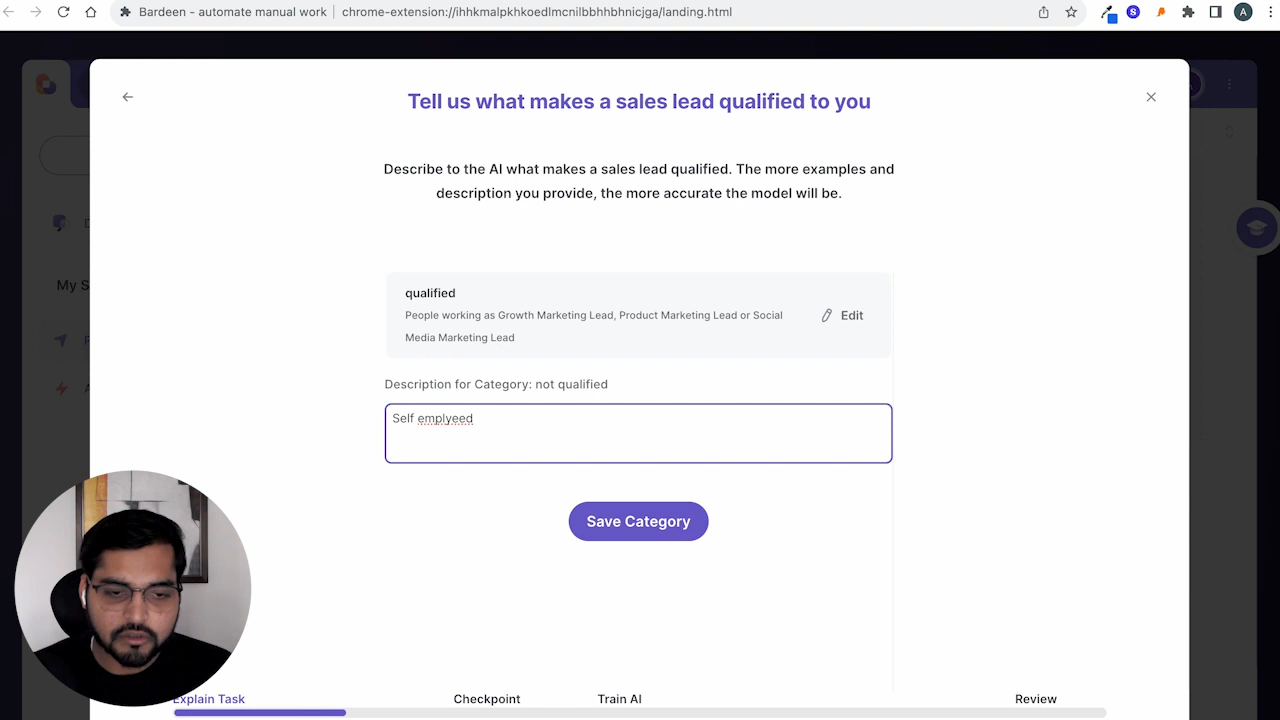 Bardeen - automate manual work
chrome-extension://ihhkmalpkhkoedlmcnilbbhhbhnicjga/landing.html
S
A
Tell us what makes a sales lead qualified to you
Describe to the AI what makes a sales lead qualified. The more examples and
description you provide, the more accurate the model will be.
My S
qualified
People working as Growth Marketing Lead, Product Marketing Lead or Social
Media Marketing Lead
Edit
Description for Category: not qualified
Self emplyeed
Save Category
Explain Task
Checkpoint
Train AI
Review